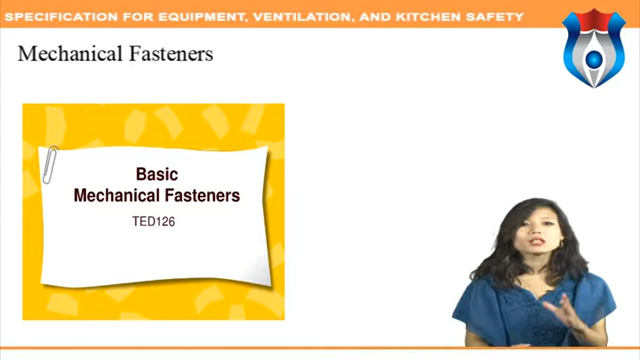 SPECIFICATION FOR EQUIPMENT, VENTILATION, AND KITCHEN SAFETY
Mechanical Fasteners
Basic
Mechanical Fasteners
TED126